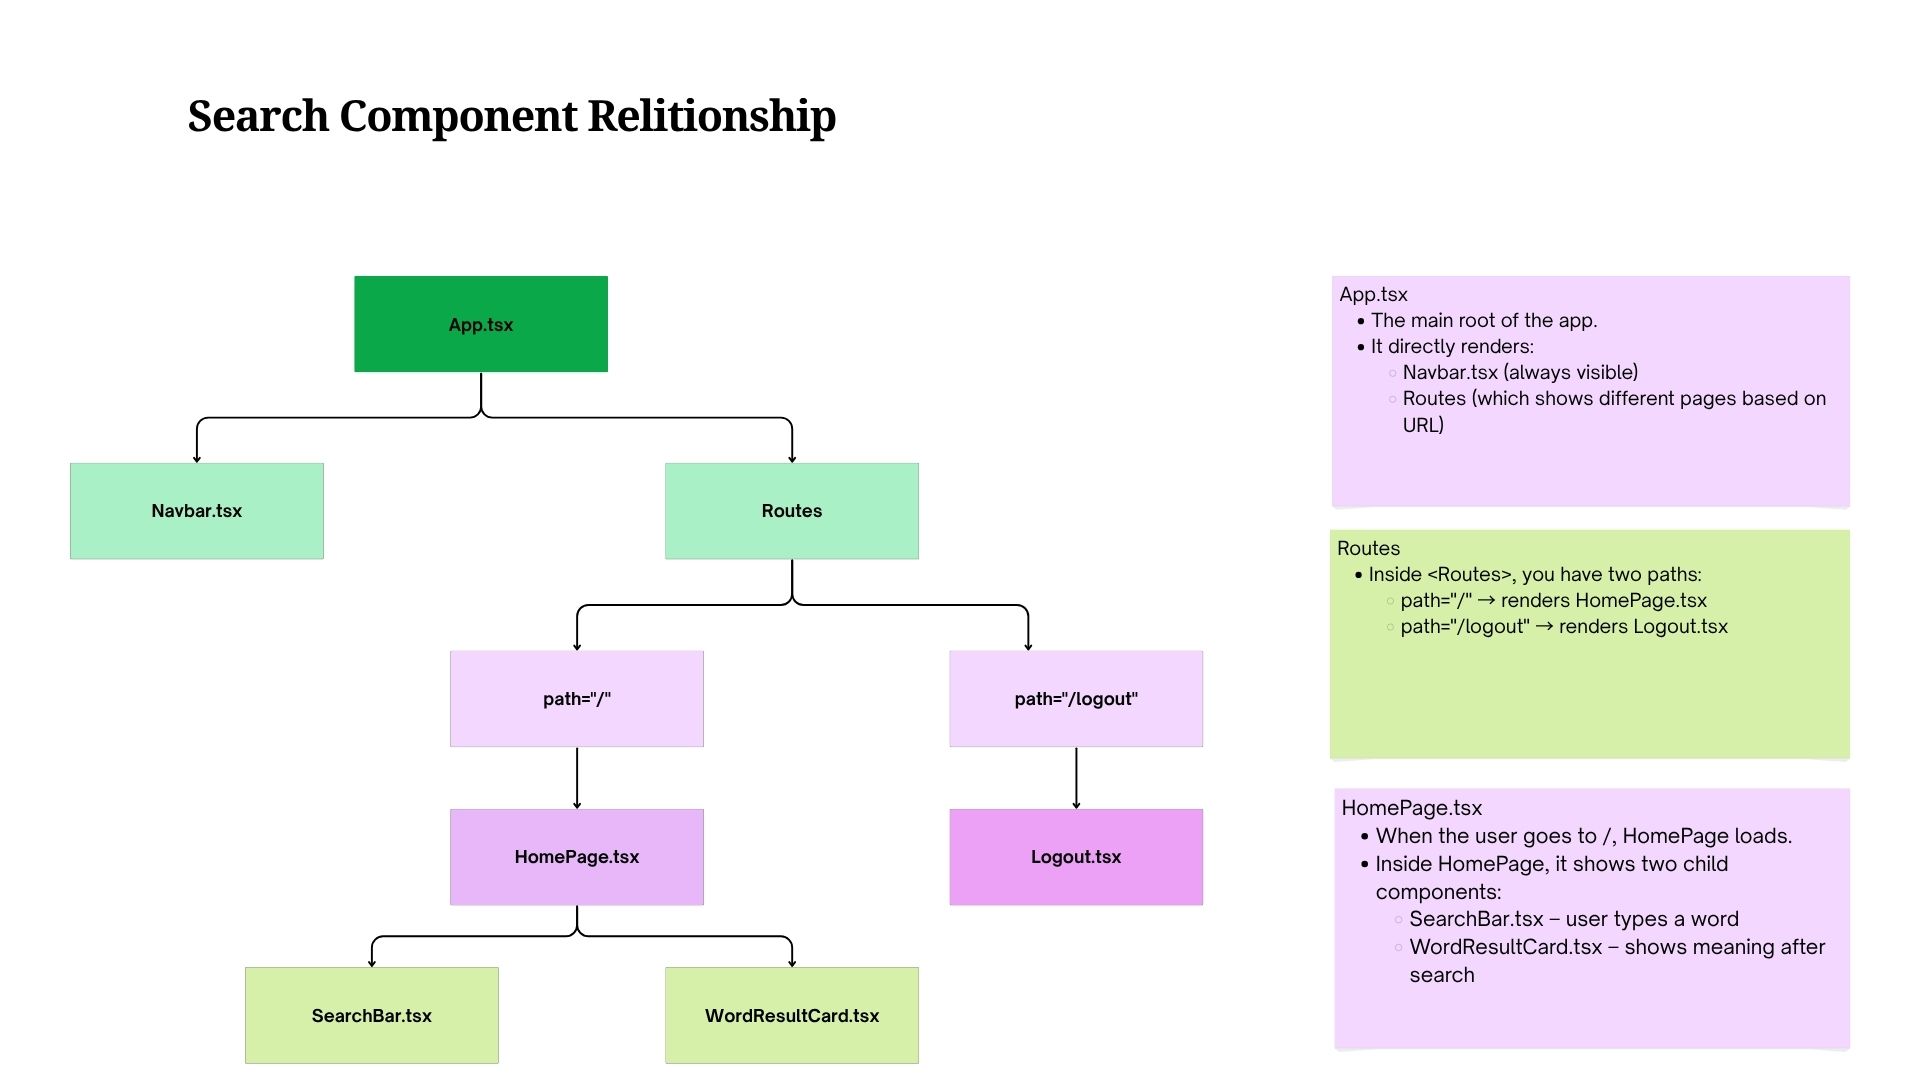 Search Component Relitionship
App.tsx
Navbar.tsx
Routes
path="/"
path="/logout"
HomePage.tsx
Logout.tsx
SearchBar.tsx
WordResultCard.tsx
App.tsx
The main root of the app.
It directly renders:
Navbar.tsx (always visible)
Routes (which shows different pages based on
URL)
Routes
Inside <Routes>, you have two paths:
path="/" → renders HomePage.tsx
path="/logout" → renders Logout.tsx
HomePage.tsx
When the user goes to /, HomePage loads.
Inside HomePage, it shows two child
components:
SearchBar.tsx – user types a word
WordResultCard.tsx – shows meaning after
search